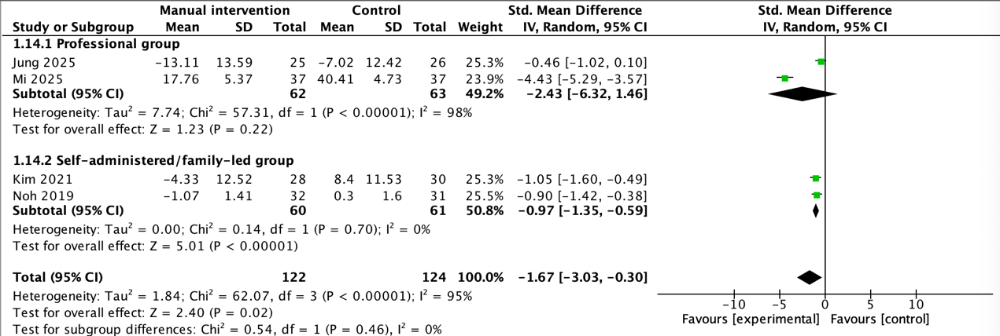 Manual intervention Control Std. Mean Difference Std. Mean Difference
Study or Subgroup Mean SD Total Mean SD Total Weight IV, Random, 95% CI IV, Random, 95% CI
1.14.1 Professional group
Jung 2025 −13.11 13.59 25 −7.02 12.42 26 25.3% −0.46 [−1.02, 0.10]
Mi 2025 17.76 5.37 37 40.41 4.73 37 23.9% −4.43 [−5.29, −3.57]
Subtotal (95% CI) 62 63 49.2% −2.43 [−6.32, 1.46]
Heterogeneity: Tau² = 7.74; Chi² = 57.31, df = 1 (P < 0.00001); I² = 98%
Test for overall effect: Z = 1.23 (P = 0.22)
1.14.2 Self-administered/family-led group
Kim 2021 −4.33 12.52 28 8.4 11.53 30 25.3% −1.05 [−1.60, −0.49]
Noh 2019 −1.07 1.41 32 0.3 1.6 31 25.5% −0.90 [−1.42, −0.38]
Subtotal (95% CI) 60 61 50.8% −0.97 [−1.35, −0.59]
Heterogeneity: Tau² = 0.00; Chi² = 0.14, df = 1 (P = 0.70); I² = 0%
Test for overall effect: Z = 5.01 (P < 0.00001)
Total (95% CI) 122 124 100.0% −1.67 [−3.03, −0.30]
Heterogeneity: Tau² = 1.84; Chi² = 62.07, df = 3 (P < 0.00001); I² = 95%
Test for overall effect: Z = 2.40 (P = 0.02)
Test for subgroup differences: Chi² = 0.54, df = 1 (P = 0.46), I² = 0%
−10 −5 0 5 10
Favours [experimental] Favours [control]